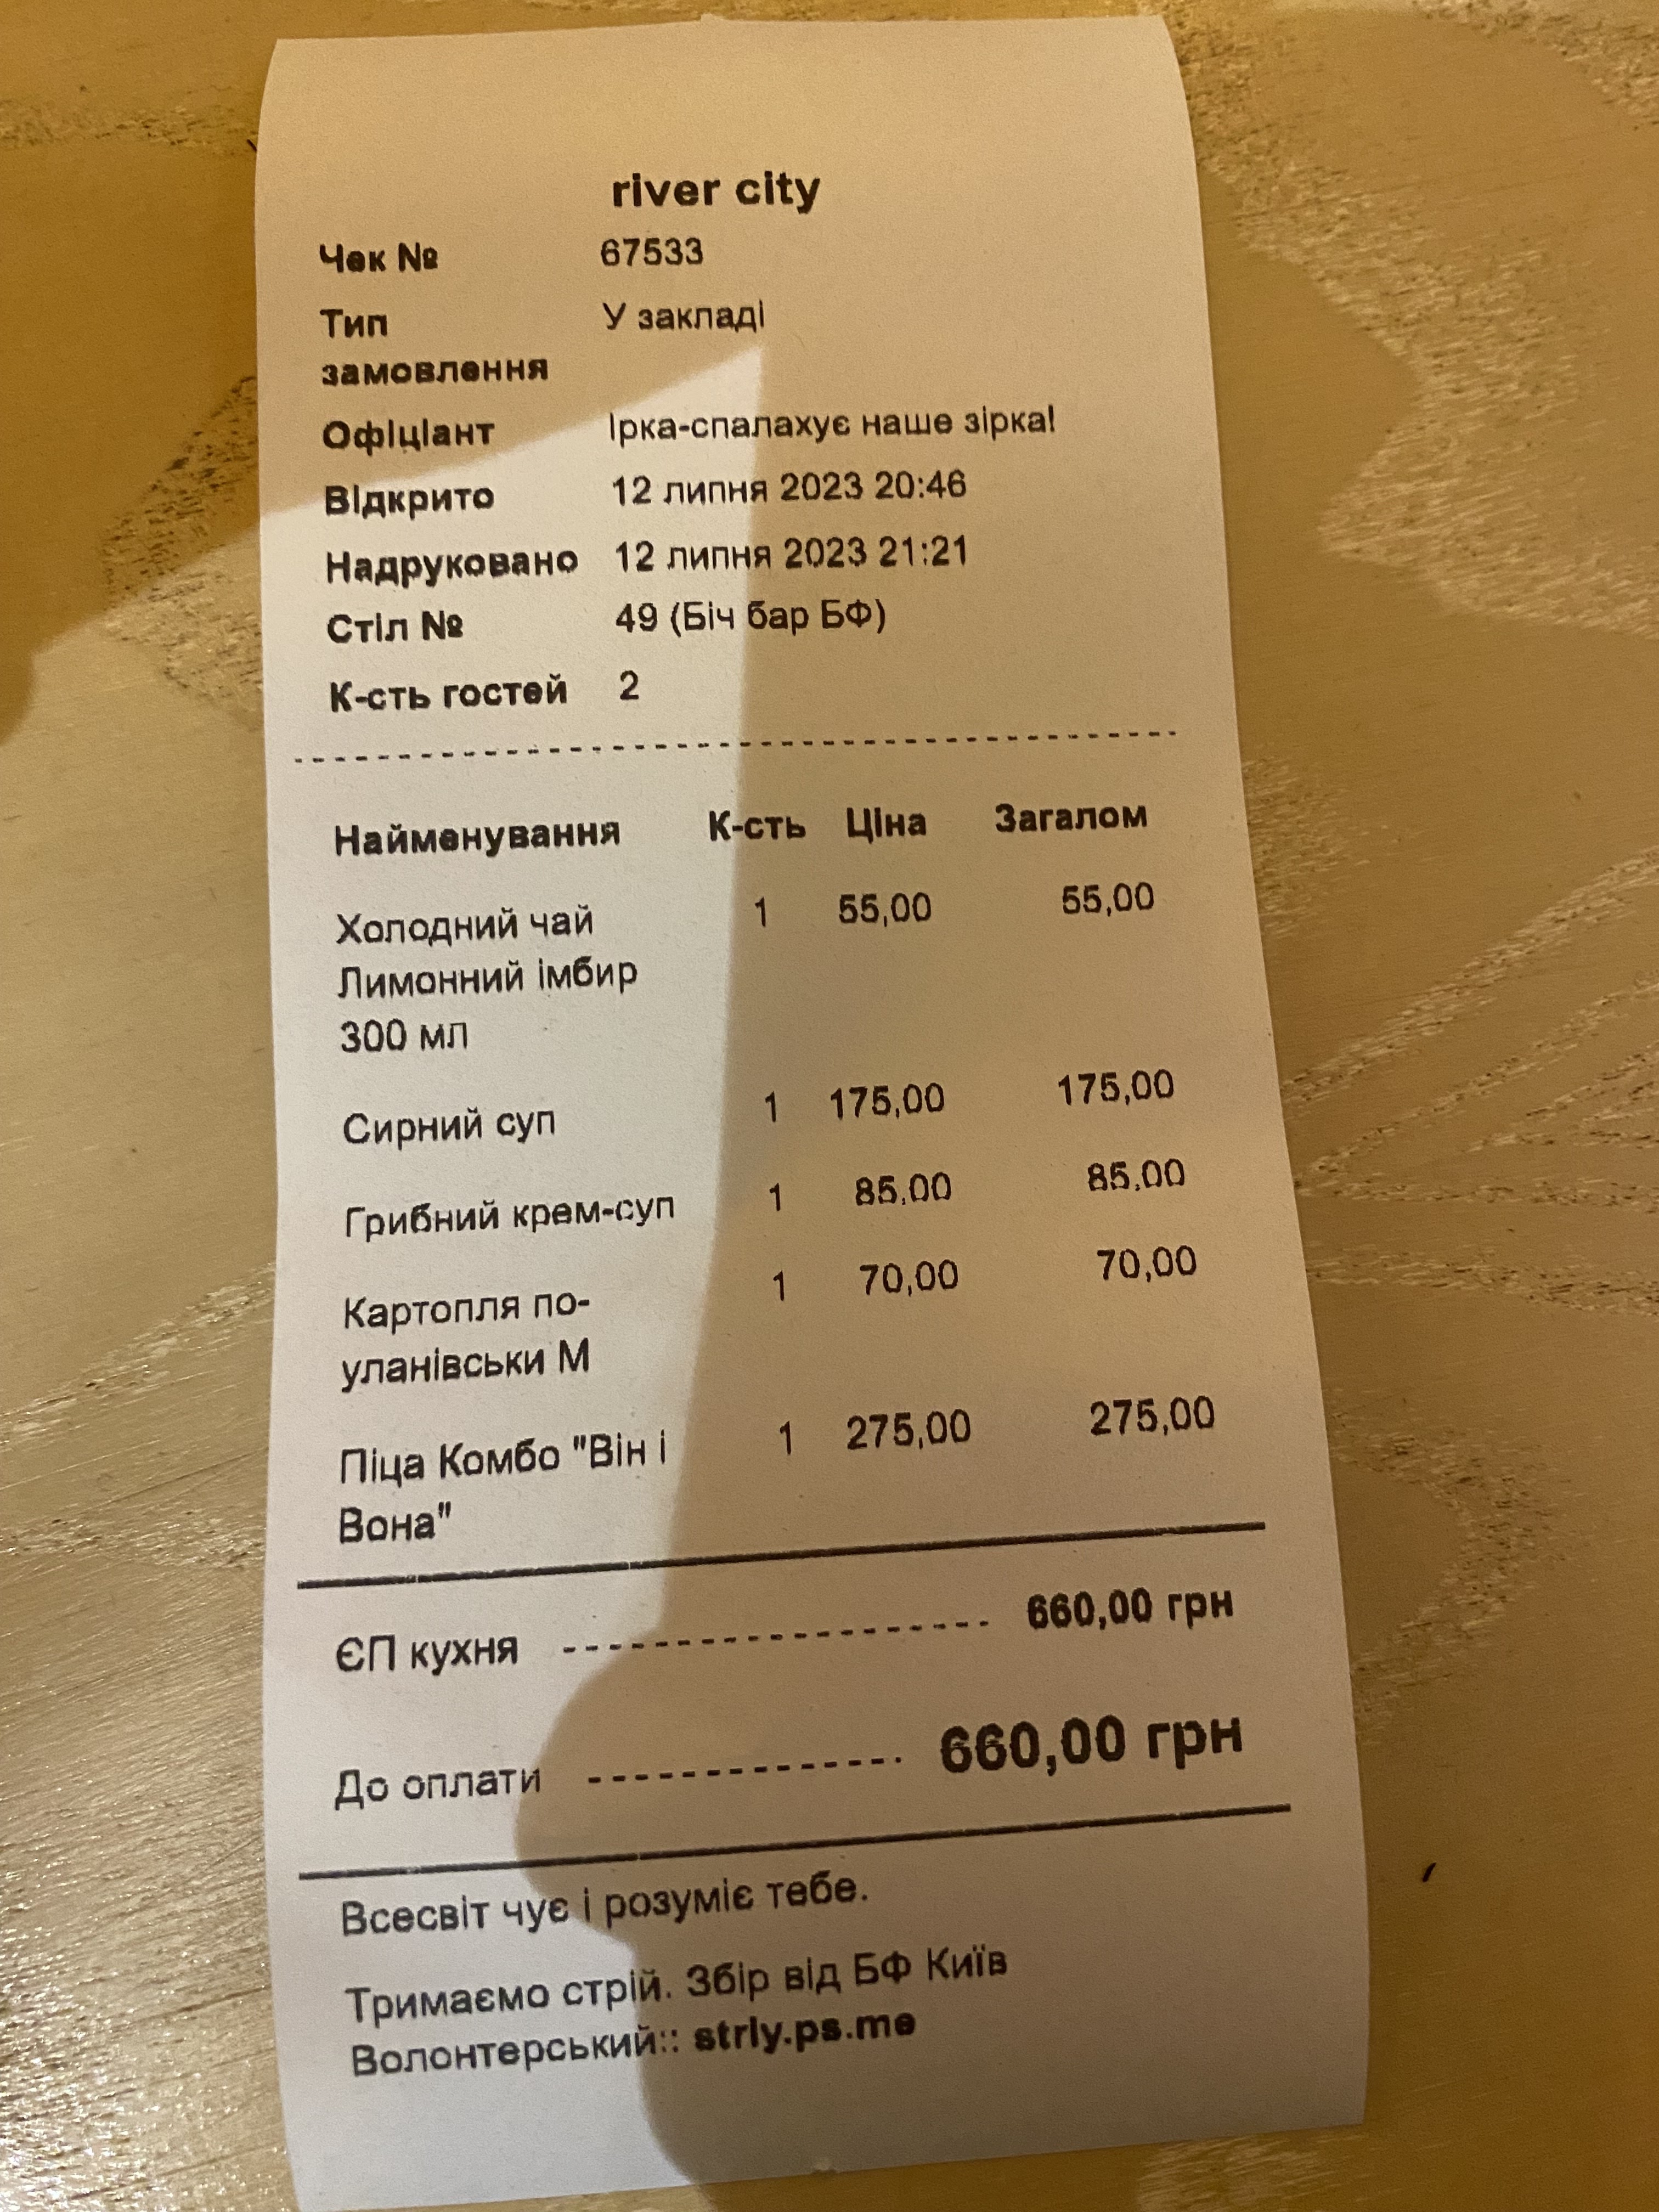 river city
Чек № 67533
Тип У закладі
замовлення
Офіціант Ірка-спалахує наше зірка!
Відкрито 12 липня 2023 20:46
Надруковано 12 липня 2023 21:21
Стіл № 49 (Біч бар БФ)
К-сть гостей 2
Найменування К-сть Ціна Загалом
Холодний чай 1 55,00 55,00
Лимонний імбир
300 мл
Сирний суп 1 175,00 175,00
Грибний крем-суп 1 85,00 85,00
Картопля по- 1 70,00 70,00
уланівськи М
Піца Комбо "Він і 1 275,00 275,00
Вона"
ЄП кухня 660,00 грн
До оплати 660,00 грн
Всесвіт чує і розуміє тебе.
Тримаємо стрій. Збір від БФ Київ
Волонтерський:: striy.ps.me